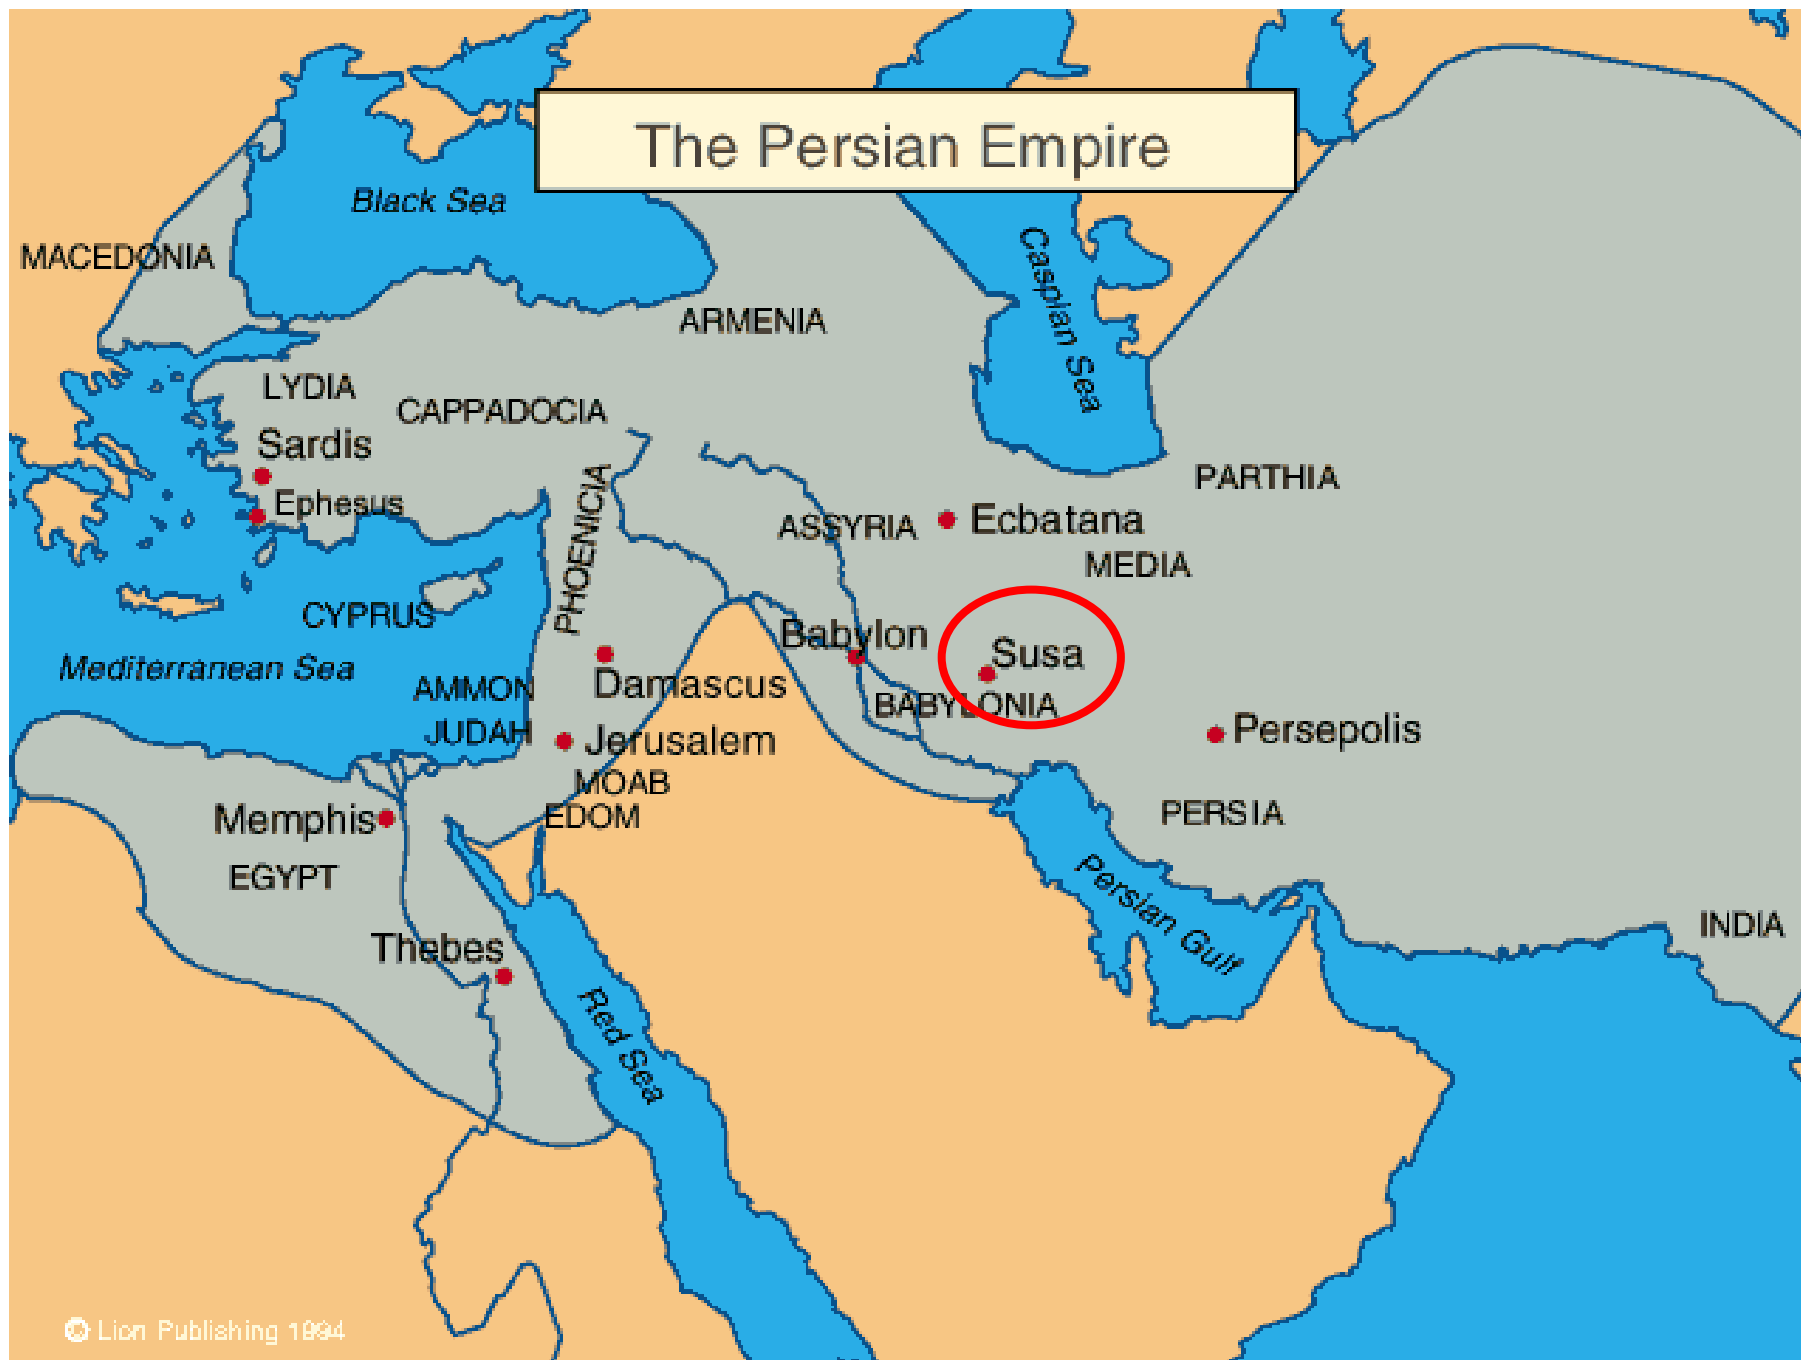 The Persian Empire
Black Sea
MACEDONIA
Caspian Sea
ARMENIA
LYDIA
CAPPADOCIA
Sardis
PARTHIA
Ephesus
PHOENICIA
ASSYRIA
Ecbatana
MEDIA
CYPRUS
Babylon
Susa
Mediterranean Sea
AMMON
Damascus
BABYLONIA
JUDAH
Jerusalem
Persepolis
MOAB
Memphis
EDOM
PERSIA
EGYPT
Persian Gulf
INDIA
Thebes
Red Sea
© Lion Publishing 1994